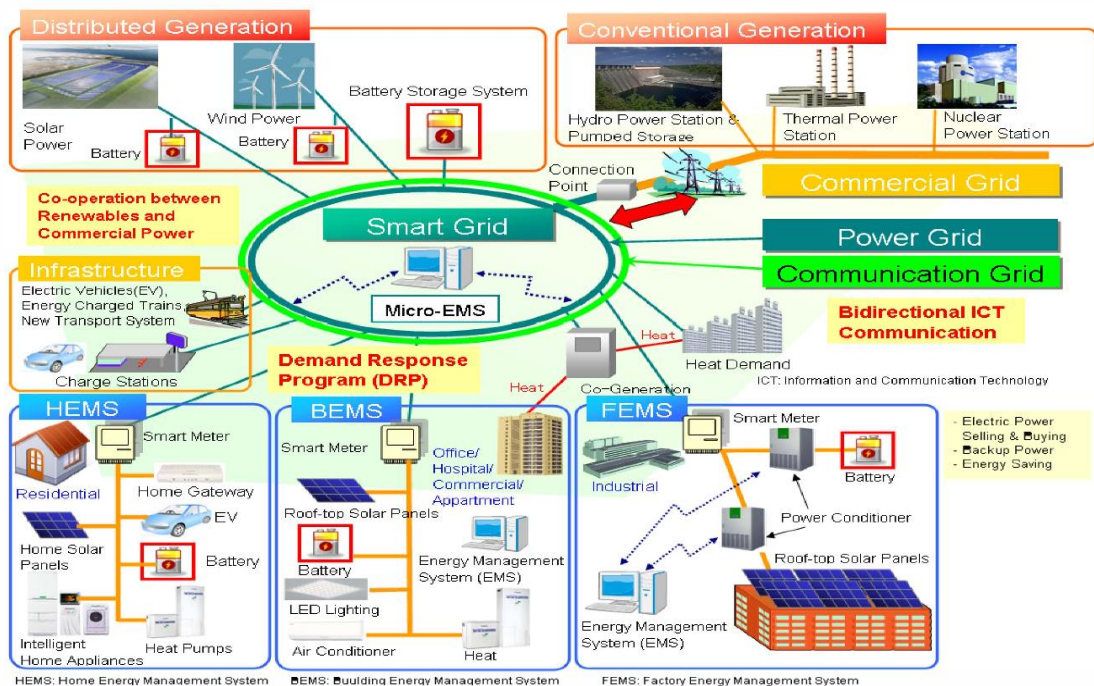 Distributed Generation
Solar
Power
Battery
Wind Power
Battery
Battery Storage System
Conventional Generation
Hydro Power Station &
Pumped Storage
Thermal Power
Station
Nuclear
Power Station
Connection
Point
Commercial Grid
Power Grid
Communication Grid
Co-operation between
Renewables and
Commercial Power
Smart Grid
Micro-EMS
Infrastructure
Electric Vehicles(EV),
Energy Charged Trains,
New Transport System
Charge Stations
Demand Response
Program (DRP)
Heat
Heat
Co-Generation
Heat Demand
Bidirectional ICT
Communication
ICT: Information and Communication Technology
HEMS
Smart Meter
Residential
Home Gateway
EV
Home Solar
Panels
Battery
Intelligent
Home Appliances
Heat Pumps
HEMS: Home Energy Management System
BEMS
Smart Meter
Office/
Hospital/
Commercial/
Appartment
Roof-top Solar Panels
Battery
Energy Management
System (EMS)
LED Lighting
Air Conditioner
Heat
BEMS: Buulding Energy Management System
FEMS
Smart Meter
Industrial
Battery
Power Conditioner
Roof-top Solar Panels
Energy Management
System (EMS)
FEMS: Factory Energy Management System
- Electric Power
Selling & Buying
- Backup Power
- Energy Saving